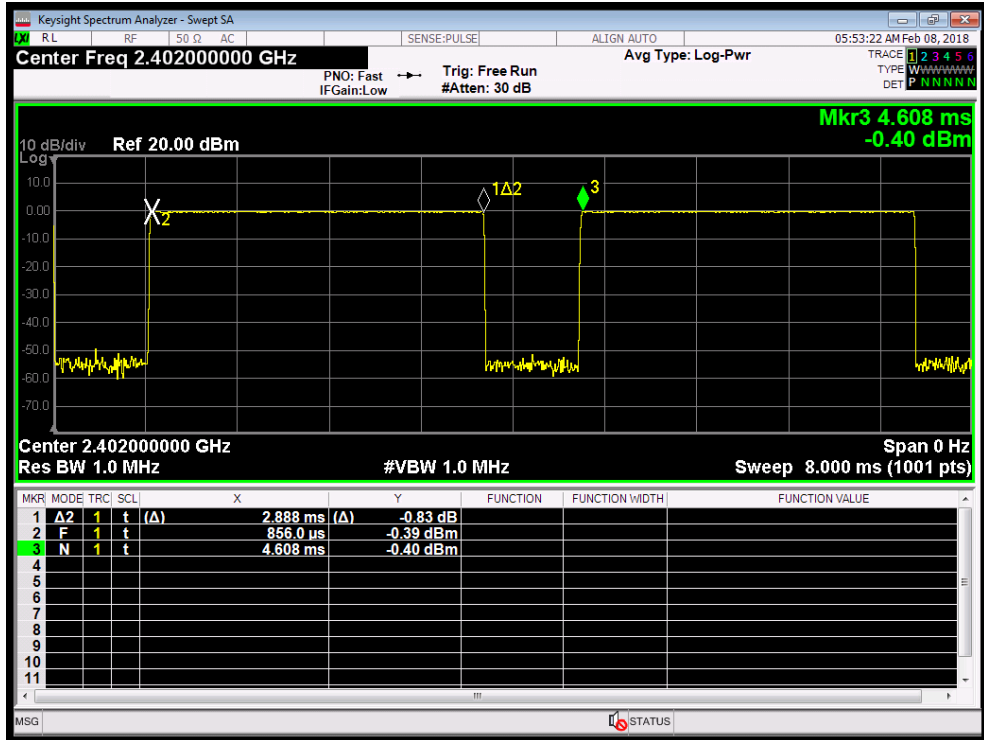 Keysight Spectrum Analyzer - Swept SA
LXI RL RF 50 Ω AC SENSE:PULSE ALIGN AUTO 05:53:22 AM Feb 08, 2018
Center Freq 2.402000000 GHz Avg Type: Log-Pwr TRACE 1 2 3 4 5 6
PNO: Fast Trig: Free Run TYPE WWWWWW
IFGain:Low #Atten: 30 dB DET P N N N N N
Mkr3 4.608 ms
10 dB/div Ref 20.00 dBm -0.40 dBm
Log
10.0
1Δ2 3
0.00
2
-10.0
-20.0
-30.0
-40.0
-50.0
-60.0
-70.0
Center 2.402000000 GHz Span 0 Hz
Res BW 1.0 MHz #VBW 1.0 MHz Sweep 8.000 ms (1001 pts)
MKR MODE TRC SCL X Y FUNCTION FUNCTION WIDTH FUNCTION VALUE
1 Δ2 1 t (Δ) 2.888 ms (Δ) -0.83 dB
2 F 1 t 856.0 µs -0.39 dBm
3 N 1 t 4.608 ms -0.40 dBm
4
5
6
7
8
9
10
11
MSG STATUS